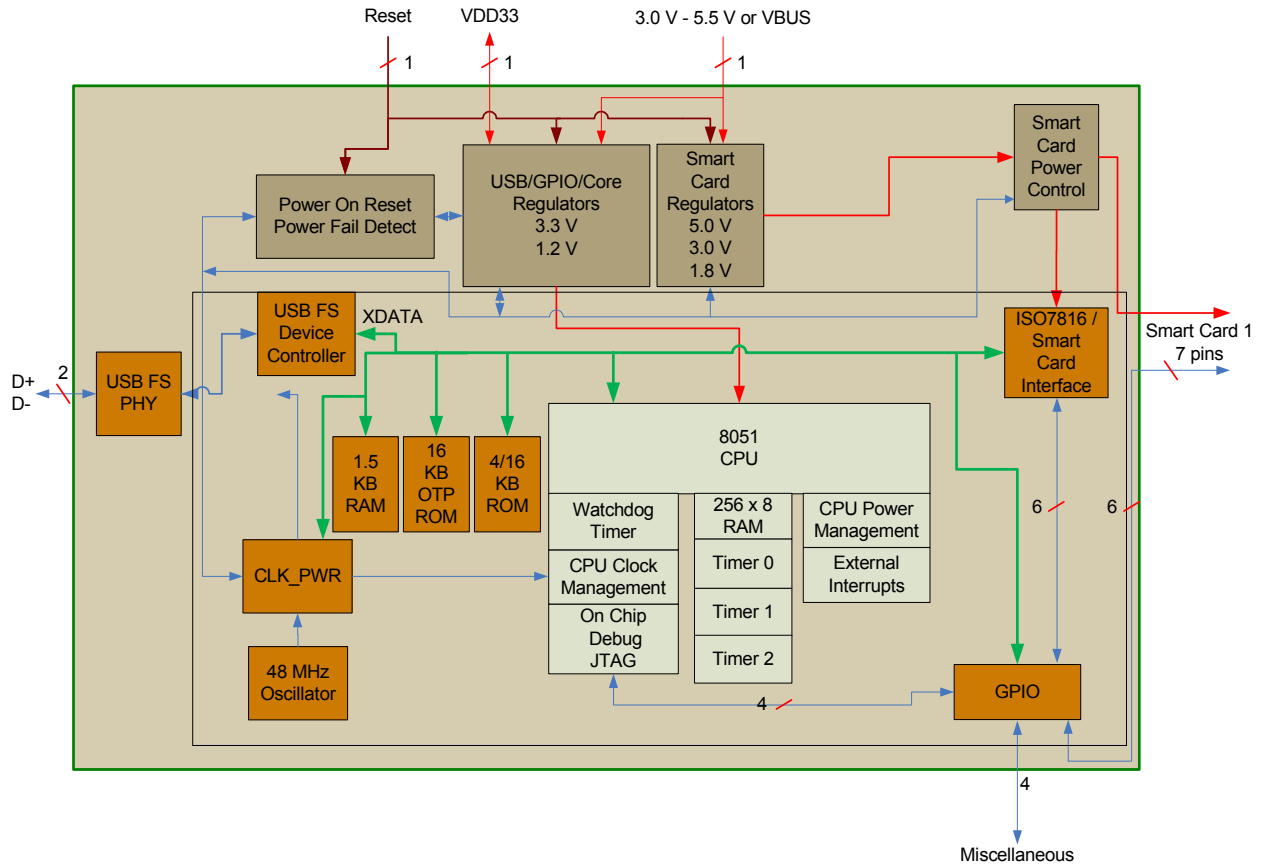 Reset
VDD33
3.0 V - 5.5 V or VBUS
1
1
1
Smart
Card
Power
Control
Power On Reset
Power Fail Detect
USB/GPIO/Core
Regulators
3.3 V
1.2 V
Smart
Card
Regulators
5.0 V
3.0 V
1.8 V
USB FS
Device
Controller
XDATA
ISO7816 /
Smart
Card
Interface
Smart Card 1
7 pins
D+
D-
2
USB FS
PHY
1.5
KB
RAM
16
KB
OTP
ROM
4/16
KB
ROM
8051
CPU
Watchdog
Timer
CPU Clock
Management
On Chip
Debug
JTAG
256 x 8
RAM
Timer 0
Timer 1
Timer 2
CPU Power
Management
External
Interrupts
6
6
CLK_PWR
48 MHz
Oscillator
4
GPIO
4
Miscellaneous